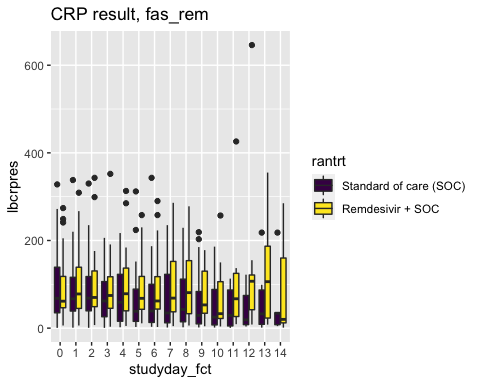 CRP result, fas_rem
600
400
200
0
lbcrpres
0 1 2 3 4 5 6 7 8 9 10 11 12 13 14
studyday_fct
rantrt
Standard of care (SOC)
Remdesivir + SOC